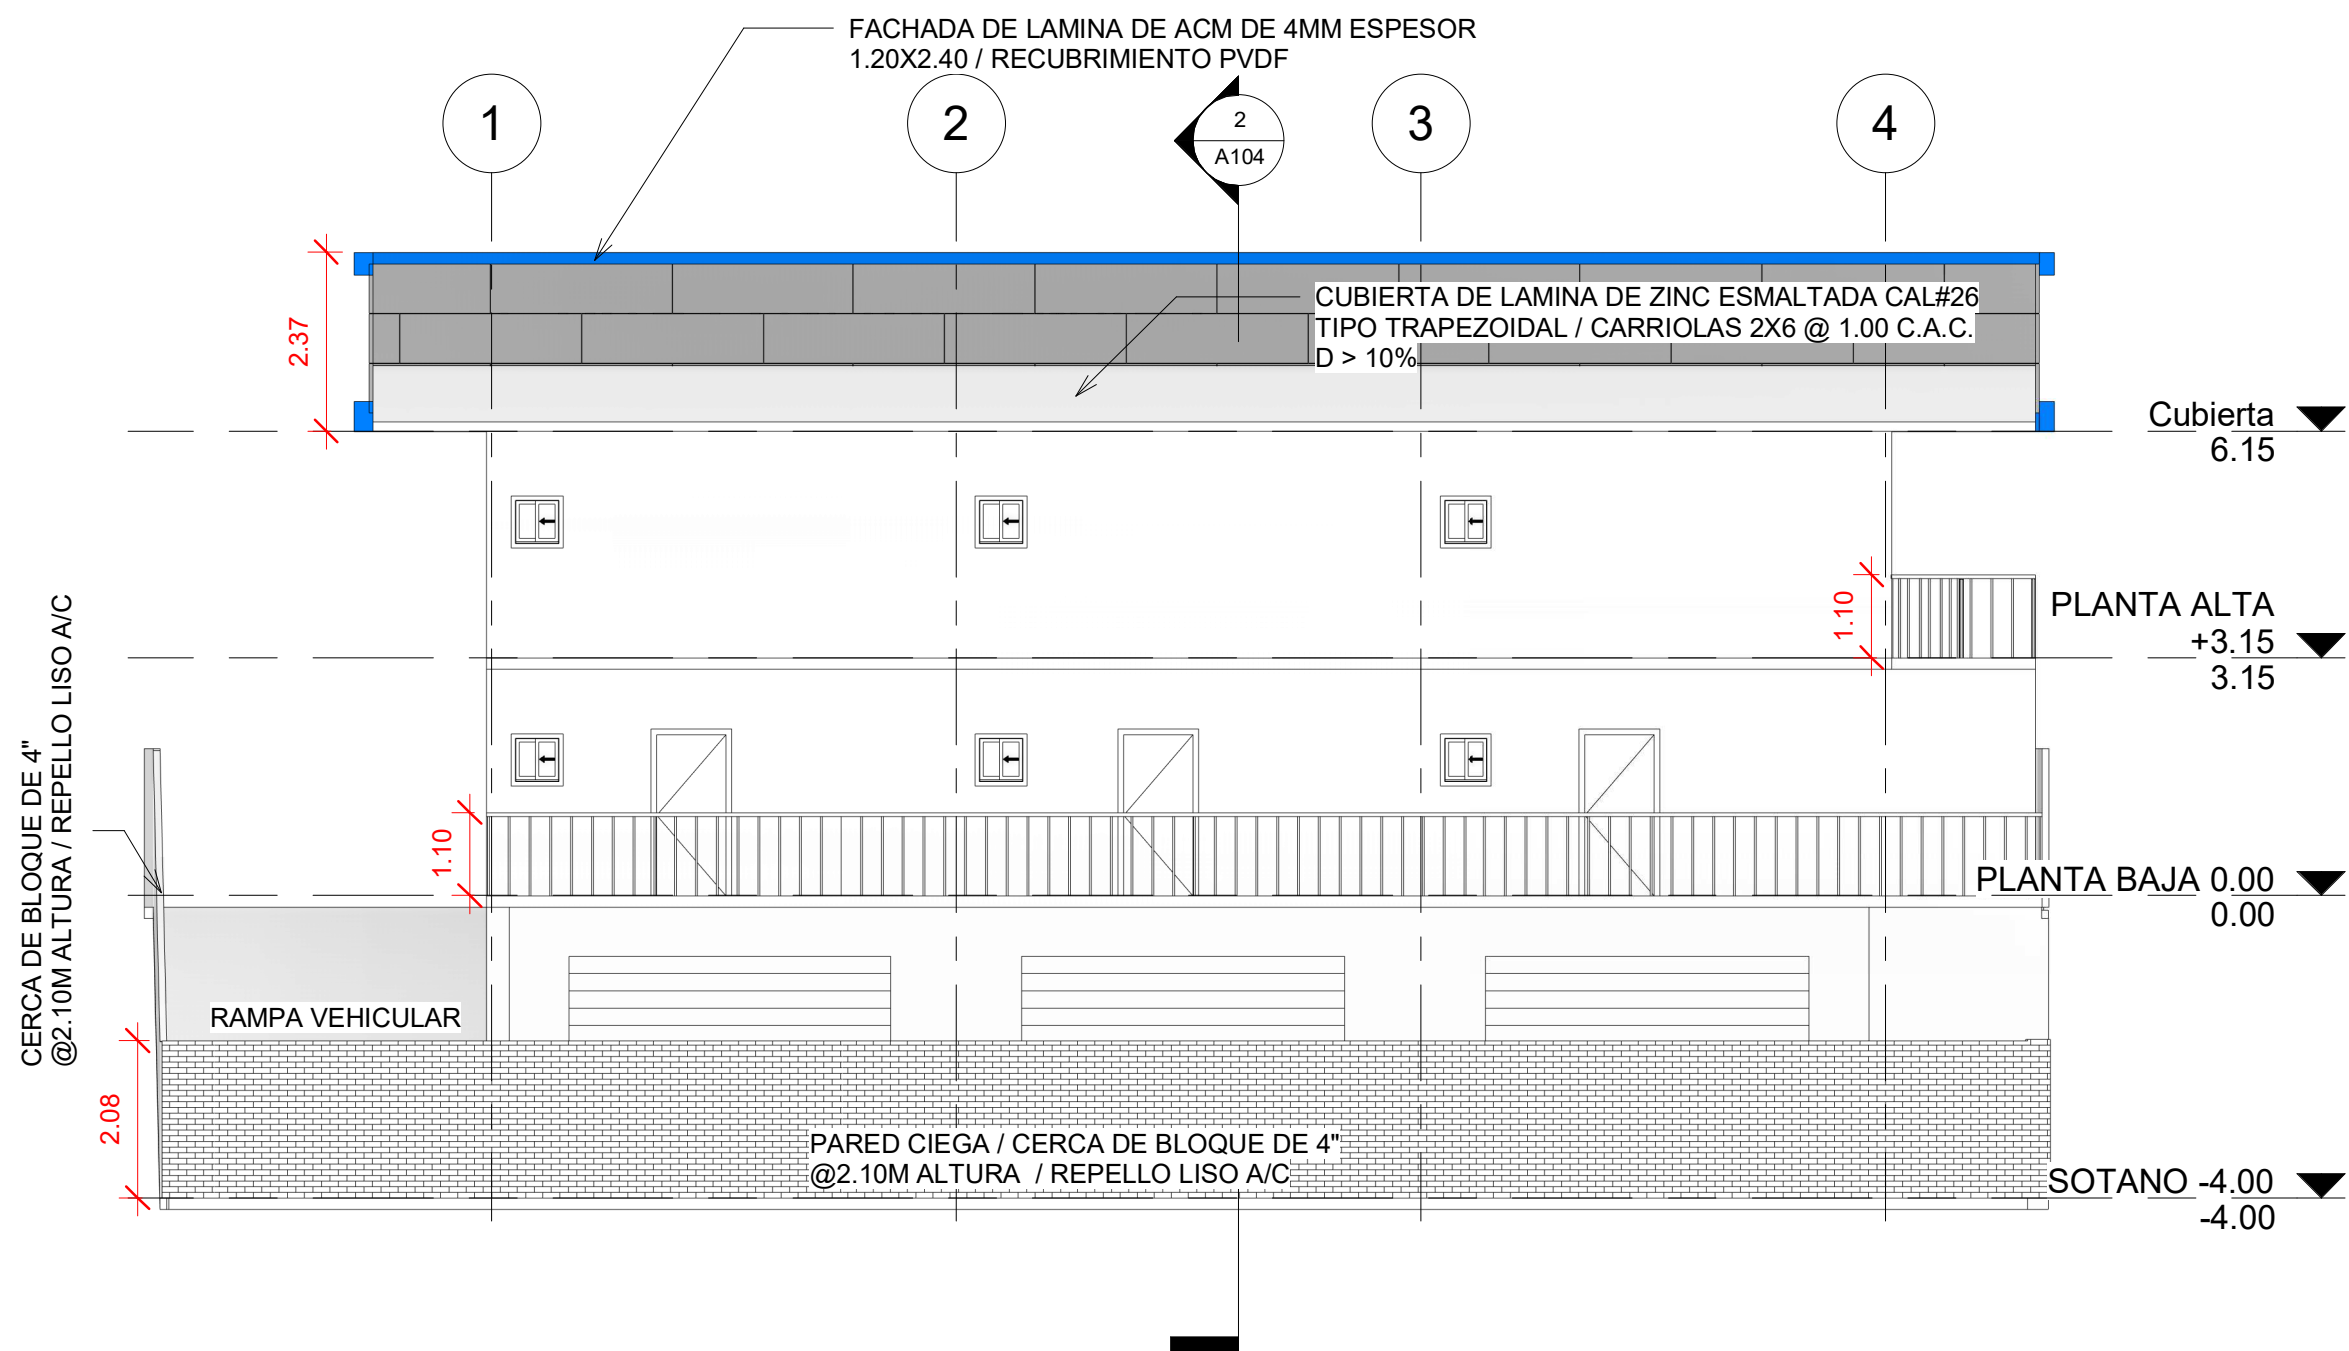 FACHADA DE LAMINA DE ACM DE 4MM ESPESOR
1.20X2.40 / RECUBRIMIENTO PVDF
1
2
2
A104
3
4
2.37
CUBIERTA DE LAMINA DE ZINC ESMALTADA CAL#26
TIPO TRAPEZOIDAL / CARRIOLAS 2X6 @ 1.00 C.A.C.
D > 10%
Cubierta
6.15
1.10
PLANTA ALTA
+3.15
3.15
CERCA DE BLOQUE DE 4"
@2.10M ALTURA / REPELLO LISO A/C
1.10
PLANTA BAJA 0.00
0.00
RAMPA VEHICULAR
2.08
PARED CIEGA / CERCA DE BLOQUE DE 4"
@2.10M ALTURA / REPELLO LISO A/C
SOTANO -4.00
-4.00